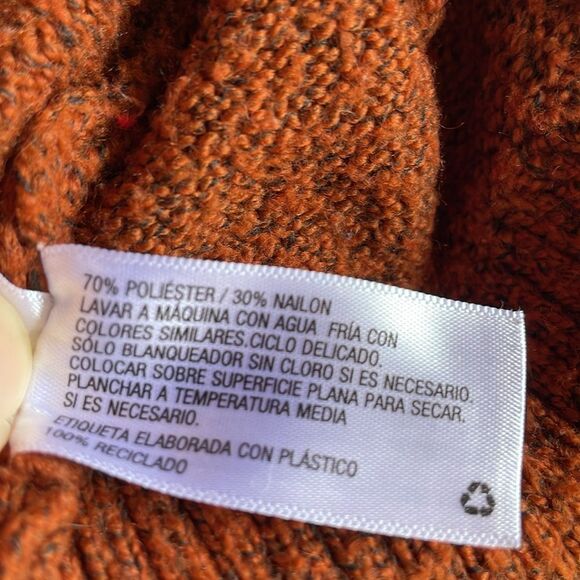 70% POLIÉSTER / 30% NAILON
LAVAR A MÁQUINA CON AGUA FRÍA CON
COLORES SIMILARES.CICLO DELICADO.
SÓLO BLANQUEADOR SIN CLORO SI ES NECESARIO.
COLOCAR SOBRE SUPERFICIE PLANA PARA SECAR.
PLANCHAR A TEMPERATURA MEDIA
SI ES NECESARIO.
ETIQUETA ELABORADA CON PLÁSTICO
100% RECICLADO